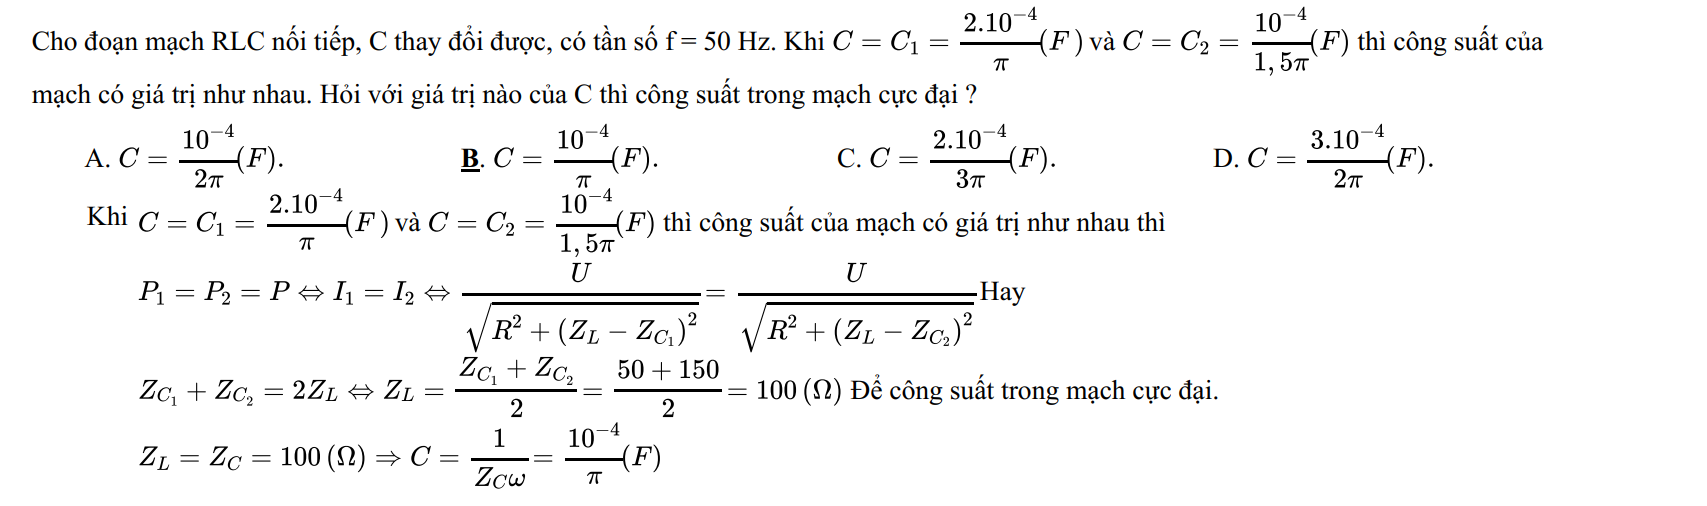 Cho đoạn mạch RLC nối tiếp, C thay đổi được, có tần số f = 50 Hz. Khi $C = C_1 = \frac{2.10^{-4}}{\pi}(F)$ và $C = C_2 = \frac{10^{-4}}{1,5\pi}(F)$ thì công suất của
mạch có giá trị như nhau. Hỏi với giá trị nào của C thì công suất trong mạch cực đại ?
A. $C = \frac{10^{-4}}{2\pi}(F).$ B. $C = \frac{10^{-4}}{\pi}(F).$ C. $C = \frac{2.10^{-4}}{3\pi}(F).$ D. $C = \frac{3.10^{-4}}{2\pi}(F).$
Khi $C = C_1 = \frac{2.10^{-4}}{\pi}(F)$ và $C = C_2 = \frac{10^{-4}}{1,5\pi}(F)$ thì công suất của mạch có giá trị như nhau thì
$P_1 = P_2 = P \Leftrightarrow I_1 = I_2 \Leftrightarrow \frac{U}{\sqrt{R^2 + (Z_L - Z_{C_1})^2}} = \frac{U}{\sqrt{R^2 + (Z_L - Z_{C_2})^2}}$ Hay
$Z_{C_1} + Z_{C_2} = 2Z_L \Leftrightarrow Z_L = \frac{Z_{C_1} + Z_{C_2}}{2} = \frac{50 + 150}{2} = 100\,(\Omega)$ Để công suất trong mạch cực đại.
$Z_L = Z_C = 100\,(\Omega) \Rightarrow C = \frac{1}{Z_C\omega} = \frac{10^{-4}}{\pi}(F)$